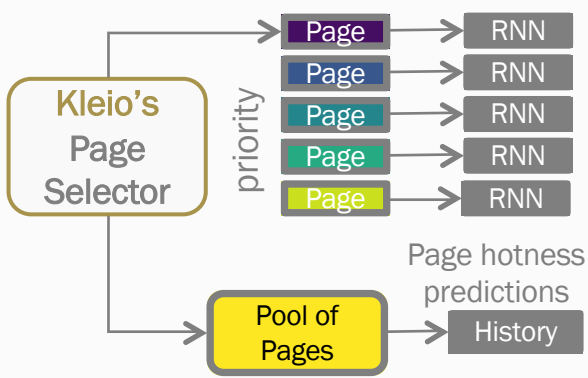 Kleio's
Page
Selector
priority
Page
RNN
Page
RNN
Page
RNN
Page
RNN
Page
RNN
Page hotness
predictions
Pool of
Pages
History